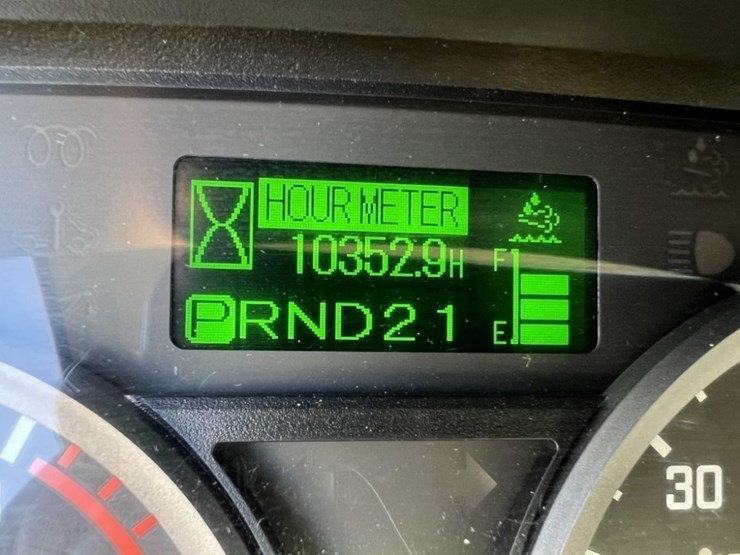 HOUR METER
10352.9H
F
PRND21
E
30